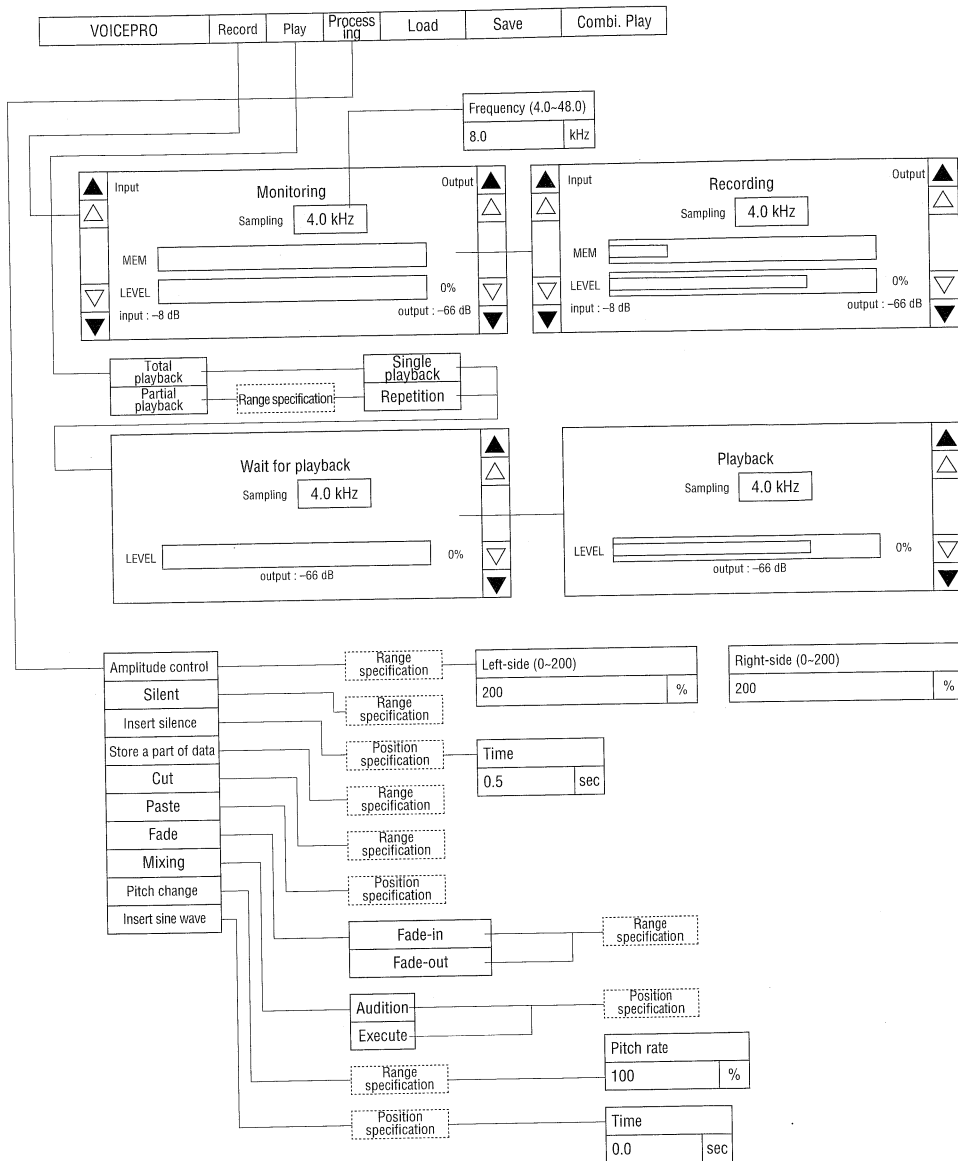 VOICEPRO Record Play Process
ing Load Save Combi. Play
Frequency (4.0~48.0)
8.0 kHz
Input Monitoring Output
Sampling 4.0 kHz
MEM
LEVEL 0%
input : –8 dB output : –66 dB
Input Recording Output
Sampling 4.0 kHz
MEM
LEVEL 0%
input : –8 dB output : –66 dB
Total
playback
Partial
playback
Range specification
Single
playback
Repetition
Wait for playback
Sampling 4.0 kHz
LEVEL 0%
output : –66 dB
Playback
Sampling 4.0 kHz
LEVEL 0%
output : –66 dB
Amplitude control
Silent
Insert silence
Store a part of data
Cut
Paste
Fade
Mixing
Pitch change
Insert sine wave
Range
specification
Left-side (0~200)
200 %
Right-side (0~200)
200 %
Range
specification
Position
specification
Time
0.5 sec
Range
specification
Range
specification
Position
specification
Fade-in
Fade-out
Range
specification
Audition
Execute
Position
specification
Range
specification
Pitch rate
100 %
Position
specification
Time
0.0 sec